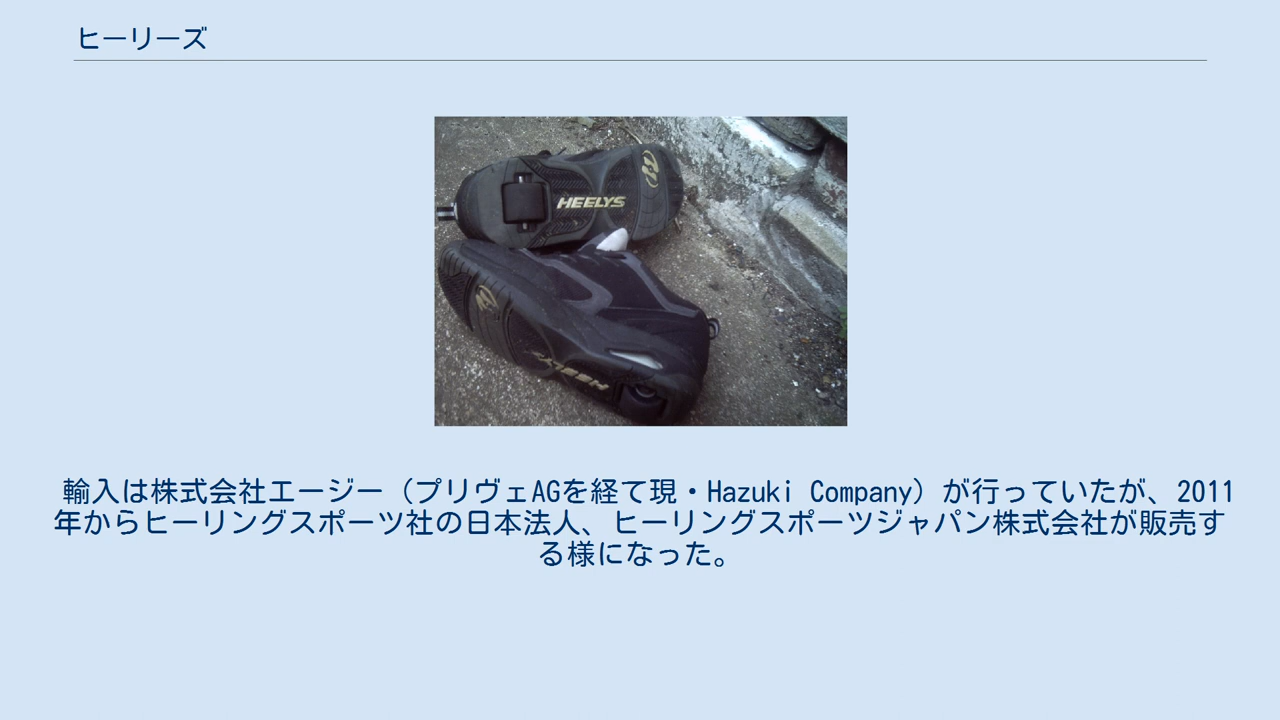 ヒーリーズ
HEELYS
HEELYS
輸入は株式会社エージー（プリヴェAGを経て現・Hazuki Company）が行っていたが、2011
年からヒーリングスポーツ社の日本法人、ヒーリングスポーツジャパン株式会社が販売す
る様になった。